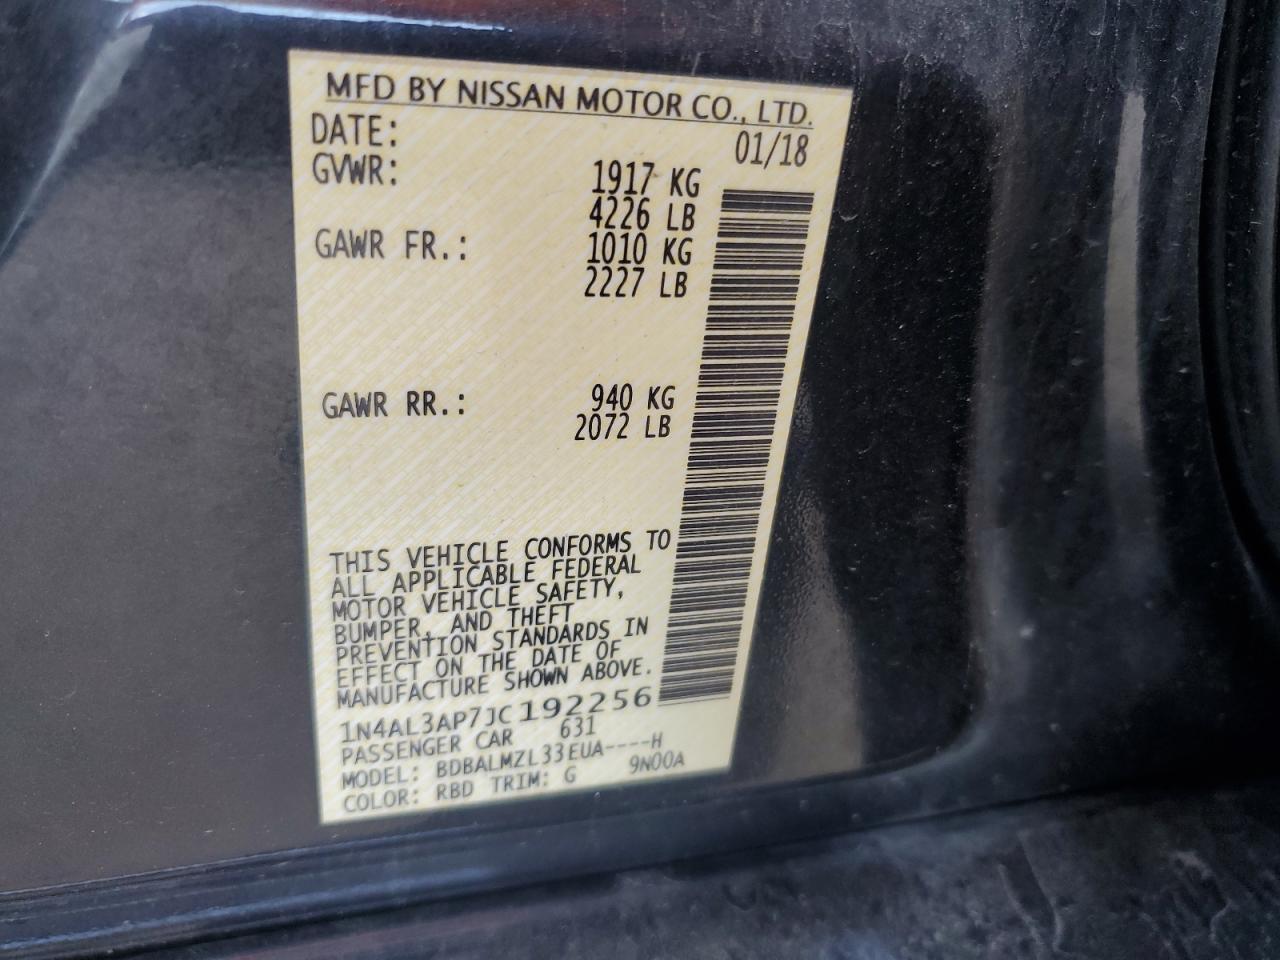 MFD BY NISSAN MOTOR CO., LTD.
DATE: 01/18
GVWR: 1917 KG
4226 LB
GAWR FR.: 1010 KG
2227 LB
GAWR RR.: 940 KG
2072 LB
THIS VEHICLE CONFORMS TO
ALL APPLICABLE FEDERAL
MOTOR VEHICLE SAFETY,
BUMPER, AND THEFT
PREVENTION STANDARDS IN
EFFECT ON THE DATE OF
MANUFACTURE SHOWN ABOVE.
1N4AL3AP7JC192256
PASSENGER CAR 631
MODEL: BDBALMZL33EUA----H
COLOR: RBD TRIM: G 9N00A